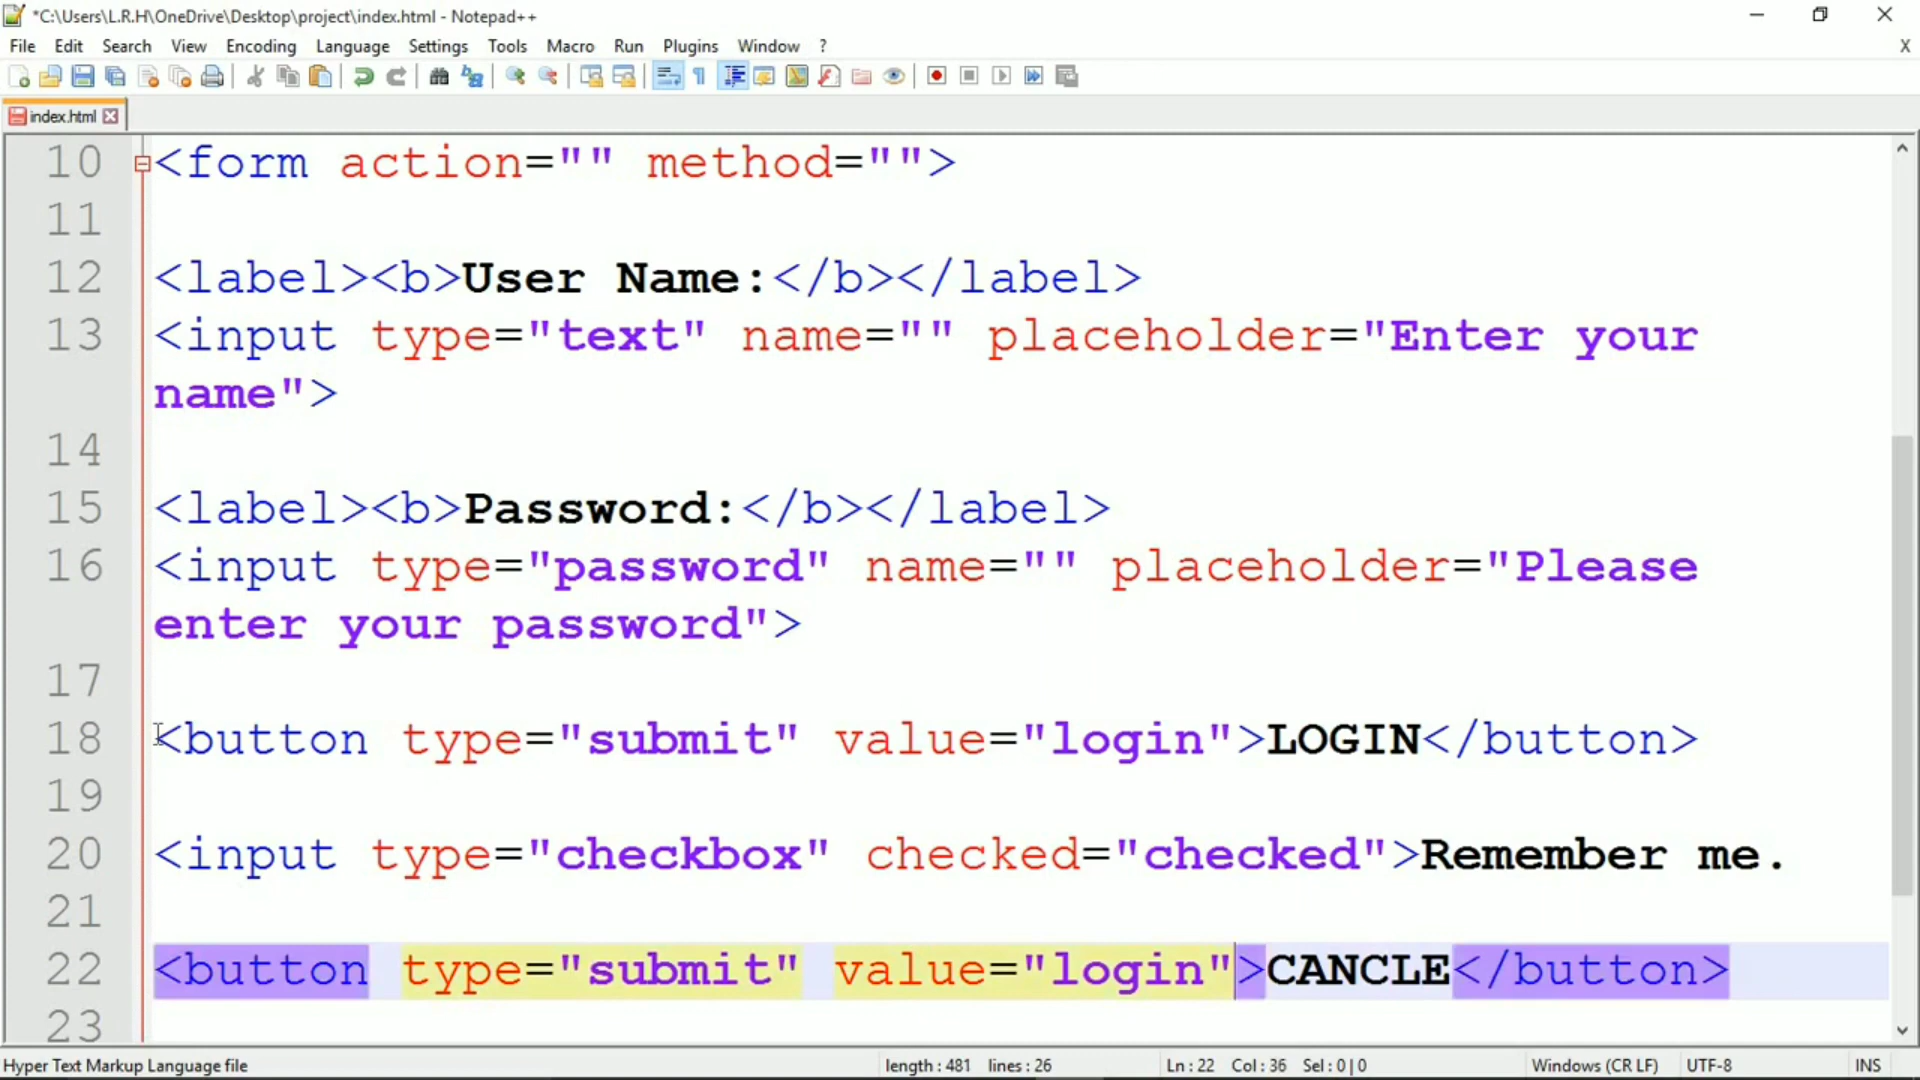 *C:\Users\L.R.H\OneDrive\Desktop\project\index.html - Notepad++
File Edit Search View Encoding Language Settings Tools Macro Run Plugins Window ? X
index.html
10 <form action="" method="">
11
12 <label><b>User Name:</b></label>
13 <input type="text" name="" placeholder="Enter your
name">
14
15 <label><b>Password:</b></label>
16 <input type="password" name="" placeholder="Please
enter your password">
17
18 <button type="submit" value="login">LOGIN</button>
19
20 <input type="checkbox" checked="checked">Remember me.
21
22 <button type="submit" value="login">CANCLE</button>
23
Hyper Text Markup Language file length : 481 lines : 26 Ln : 22 Col : 36 Sel : 0 | 0 Windows (CR LF) UTF-8 INS